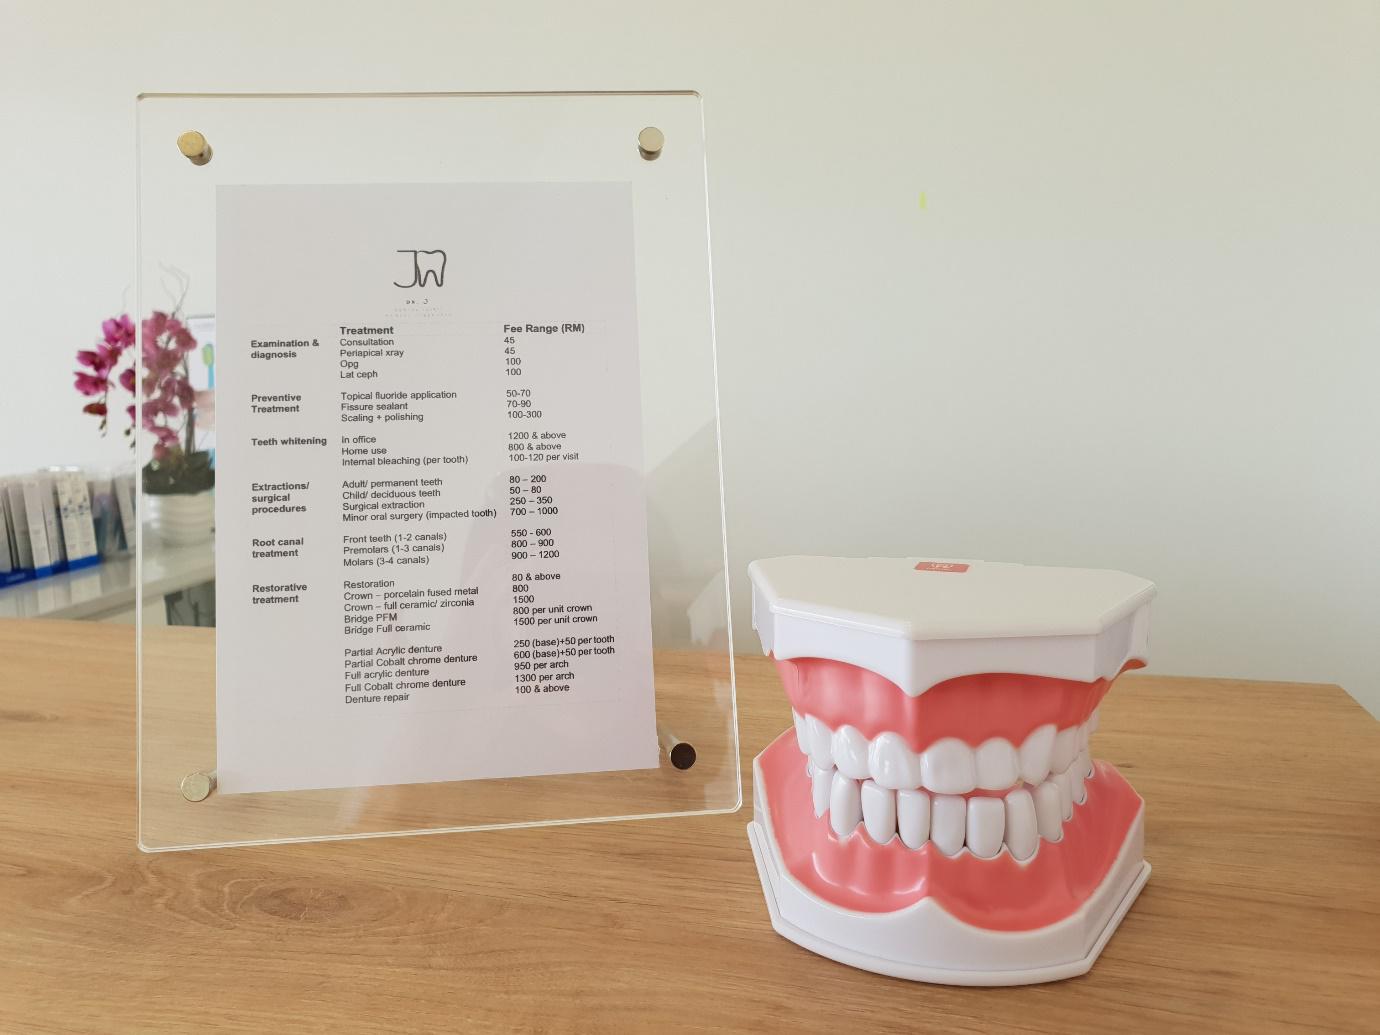 JW
DR. J
Treatment Fee Range (RM)
Examination & Consultation 45
diagnosis Periapical xray 45
Opg 100
Lat ceph 100
Preventive Topical fluoride application 50-70
Treatment Fissure sealant 70-90
Scaling + polishing 100-300
Teeth whitening In office 1200 & above
Home use 800 & above
Internal bleaching (per tooth) 100-120 per visit
Extractions/ Adult/ permanent teeth 80 – 200
surgical Child/ deciduous teeth 50 – 80
procedures Surgical extraction 250 – 350
Minor oral surgery (impacted tooth) 700 – 1000
Root canal Front teeth (1-2 canals) 550 - 600
treatment Premolars (1-3 canals) 800 – 900
Molars (3-4 canals) 900 – 1200
Restorative Restoration 80 & above
treatment Crown – porcelain fused metal 800
Crown – full ceramic/ zirconia 1500
Bridge PFM 800 per unit crown
Bridge Full ceramic 1500 per unit crown
Partial Acrylic denture 250 (base)+50 per tooth
Partial Cobalt chrome denture 600 (base)+50 per tooth
Full acrylic denture 950 per arch
Full Cobalt chrome denture 1300 per arch
Denture repair 100 & above